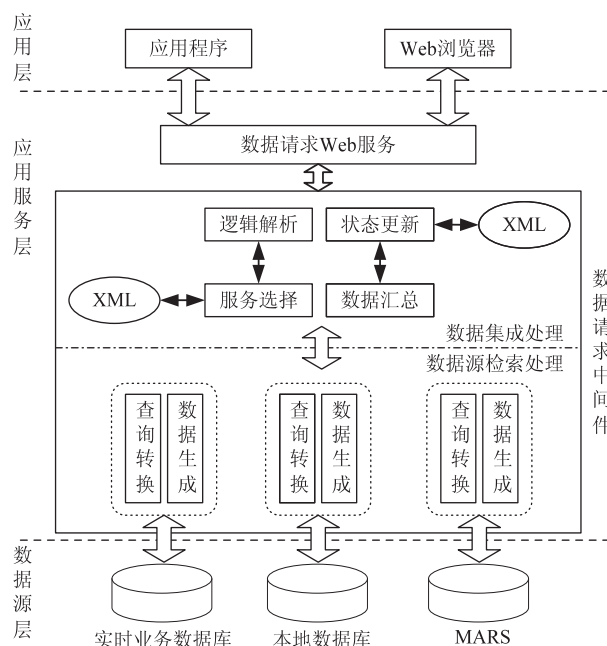 应用层
应用程序
Web浏览器
应用服务层
数据请求Web服务
逻辑解析
状态更新
XML
XML
服务选择
数据汇总
数据集成处理
数据源检索处理
数据请求中间件
查询转换
数据生成
查询转换
数据生成
查询转换
数据生成
数据源层
实时业务数据库
本地数据库
MARS